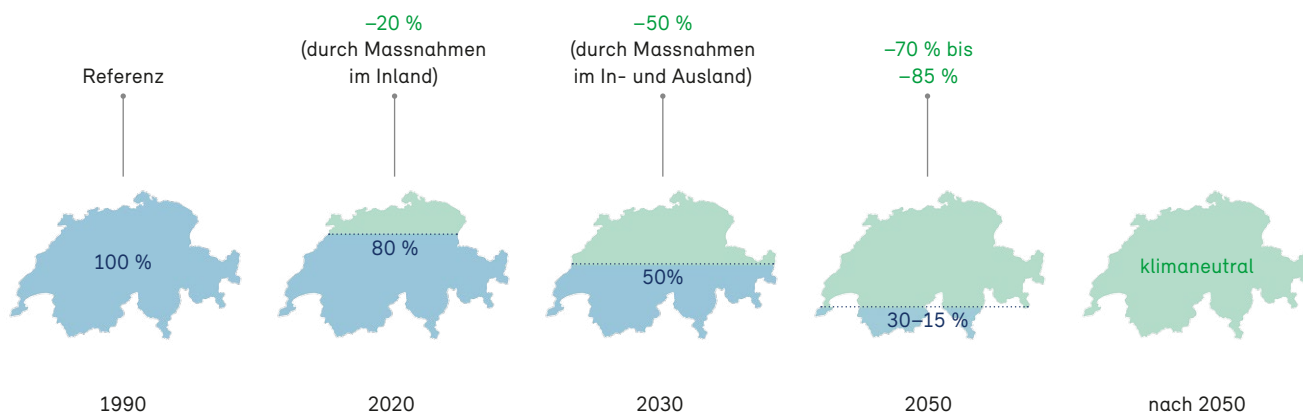 Referenz
–20 %
(durch Massnahmen
im Inland)
–50 %
(durch Massnahmen
im In- und Ausland)
–70 % bis
–85 %
100 %
80 %
50%
30–15 %
klimaneutral
1990
2020
2030
2050
nach 2050